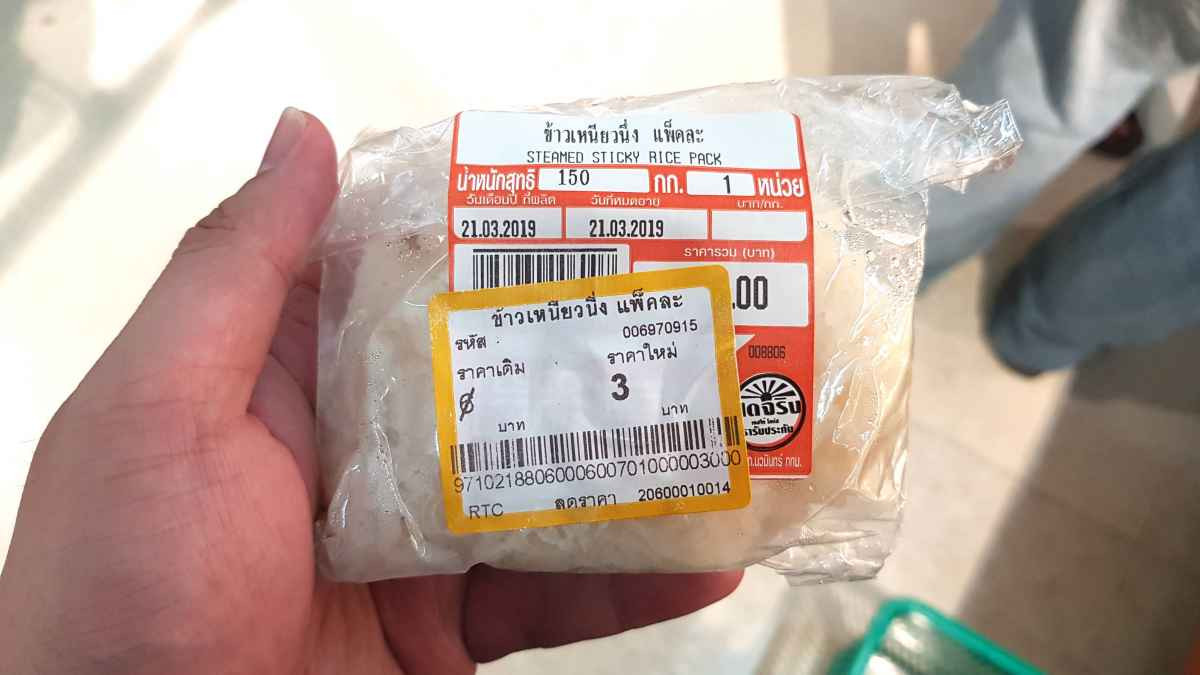 ข้าวเหนียวนึ่ง แพ็คละ
STEAMED STICKY RICE PACK
น้ำหนักสุทธิ 150 กก. 1 หน่วย
วันเดือนปี ที่ผลิต วันที่หมดอายุ บาท/กก.
21.03.2019 21.03.2019
ราคารวม (บาท)
.00
ข้าวเหนียวนึ่ง แพ็คละ
รหัส 006970915
ราคาเดิม ราคาใหม่
6 3
บาท บาท
9710218806000600701000003000
RTC ลดราคา 20600010014
008806